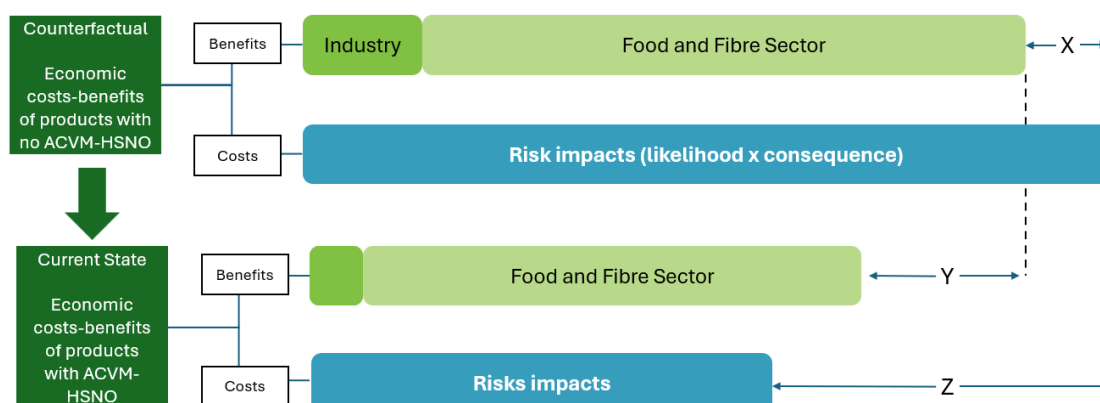 Counterfactual
Economic
costs-benefits
of products with
no ACVM-HSNO
Benefits
Industry
Food and Fibre Sector
X
Costs
Risk impacts (likelihood x consequence)
Current State
Economic
costs-benefits
of products
with ACVM-
HSNO
Benefits
Food and Fibre Sector
Y
Costs
Risks impacts
Z